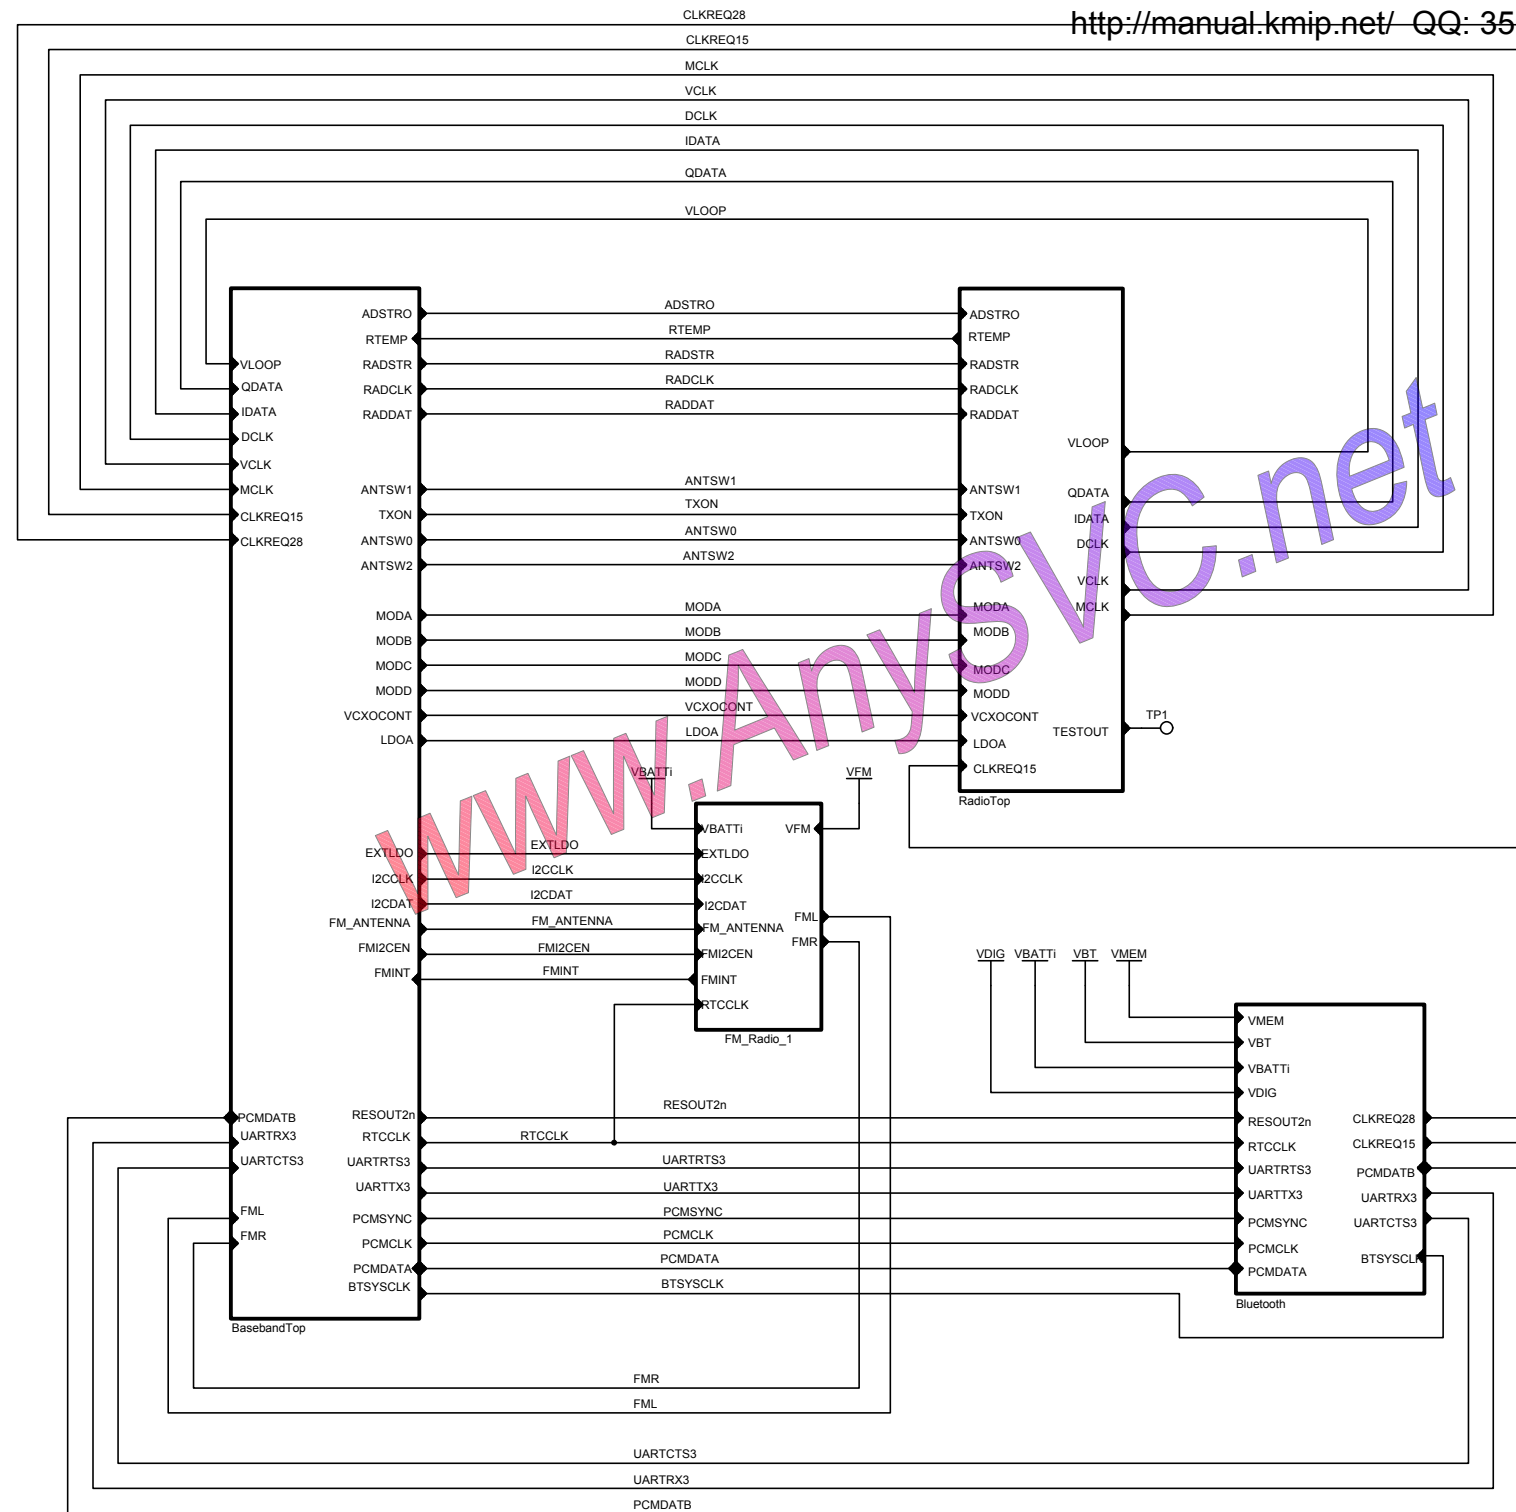 CLKREQ28
http://manual.kmip.net/ QQ: 35
CLKREQ15
MCLK
VCLK
DCLK
IDATA
QDATA
VLOOP
ADSTRO ADSTRO ADSTRO
RTEMP RTEMP RTEMP
VLOOP RADSTR RADSTR RADSTR
QDATA RADCLK RADCLK RADCLK
IDATA RADDAT RADDAT RADDAT
DCLK VLOOP
VCLK
MCLK ANTSW1 ANTSW1 ANTSW1 QDATA
CLKREQ15 TXON TXON TXON IDATA
CLKREQ28 ANTSW0 ANTSW0 ANTSW0 DCLK
ANTSW2 ANTSW2 ANTSW2
VCLK
MODA MODA MODA MCLK
MODB MODB MODB
MODC MODC MODC
MODD MODD MODD
VCXOCONT VCXOCONT VCXOCONT TP1
LDOA LDOA LDOA TESTOUT
VBATTi VFM CLKREQ15
RadioTop
www.AnySVC.net
VBATTi VFM
EXTLDO EXTLDO EXTLDO
I2CCLK I2CCLK I2CCLK
I2CDAT I2CDAT I2CDAT
FM_ANTENNA FM_ANTENNA FM_ANTENNA FML
FMI2CEN FMI2CEN FMI2CEN FMR
FMINT FMINT FMINT
RTCCLK
FM_Radio_1
VDIG VBATTi VBT VMEM
VMEM
VBT
VBATTi
VDIG
PCMDATB RESOUT2n RESOUT2n RESOUT2n CLKREQ28
UARTRX3 RTCCLK RTCCLK RTCCLK CLKREQ15
UARTCTS3 UARTRTS3 UARTRTS3 UARTRTS3 PCMDATB
UARTTX3 UARTTX3 UARTTX3 UARTRX3
FML PCMSYNC PCMSYNC PCMSYNC UARTCTS3
FMR PCMCLK PCMCLK PCMCLK
PCMDATA PCMDATA PCMDATA BTSYSCLK
BTSYSCLK BTSYSCLK
Bluetooth
BasebandTop
FMR
FML
UARTCTS3
UARTRX3
PCMDATB